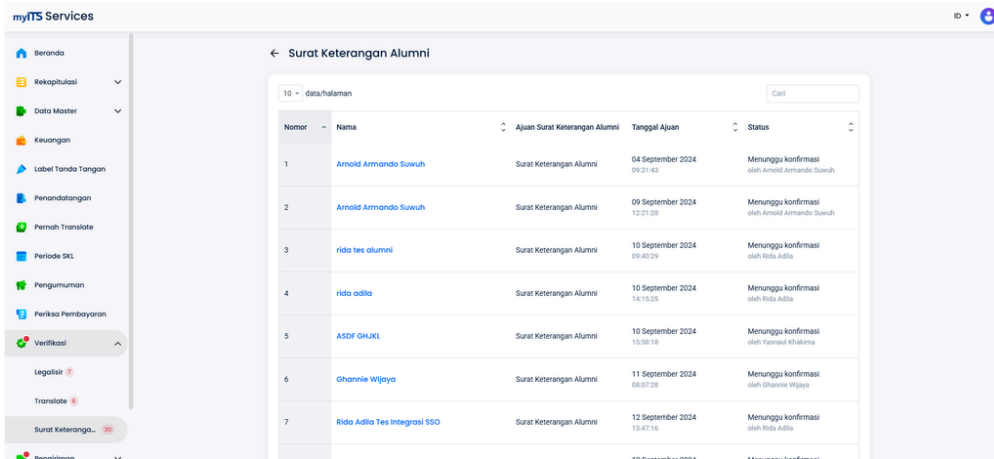 myITS Services
ID
Beranda
Rekapitulasi
Data Master
Keuangan
Label Tanda Tangan
Penandatangan
Pernah Translate
Periode SKL
Pengumuman
Periksa Pembayaran
Verifikasi
Legalisir 7
Translate 6
Surat Keteranga... 30
Pengiriman
← Surat Keterangan Alumni
10 data/halaman
Cari
Nomor Nama Ajuan Surat Keterangan Alumni Tanggal Ajuan Status
1 Arnold Armando Suwuh Surat Keterangan Alumni 04 September 2024 Menunggu konfirmasi
09:31:43 oleh Arnold Armando Suwuh
2 Arnold Armando Suwuh Surat Keterangan Alumni 09 September 2024 Menunggu konfirmasi
12:21:28 oleh Arnold Armando Suwuh
3 rida tes alumni Surat Keterangan Alumni 10 September 2024 Menunggu konfirmasi
09:40:29 oleh Rida Adila
4 rida adila Surat Keterangan Alumni 10 September 2024 Menunggu konfirmasi
14:15:25 oleh Rida Adila
5 ASDF GHJKL Surat Keterangan Alumni 10 September 2024 Menunggu konfirmasi
15:58:18 oleh Yasnaul Khakima
6 Ghannie Wijaya Surat Keterangan Alumni 11 September 2024 Menunggu konfirmasi
08:07:28 oleh Ghannie Wijaya
7 Rida Adila Tes Integrasi SSO Surat Keterangan Alumni 12 September 2024 Menunggu konfirmasi
13:47:16 oleh Rida Adila